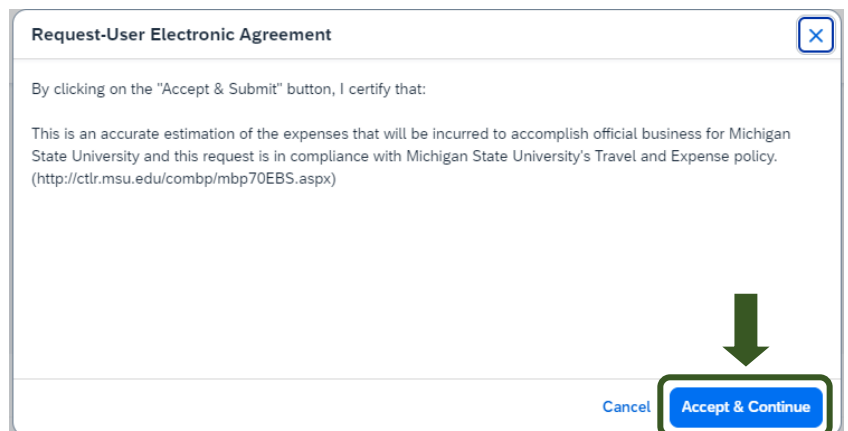 Request-User Electronic Agreement
By clicking on the "Accept & Submit" button, I certify that:
This is an accurate estimation of the expenses that will be incurred to accomplish official business for Michigan
State University and this request is in compliance with Michigan State University's Travel and Expense policy.
(http://ctlr.msu.edu/combp/mbp70EBS.aspx)
Cancel Accept & Continue